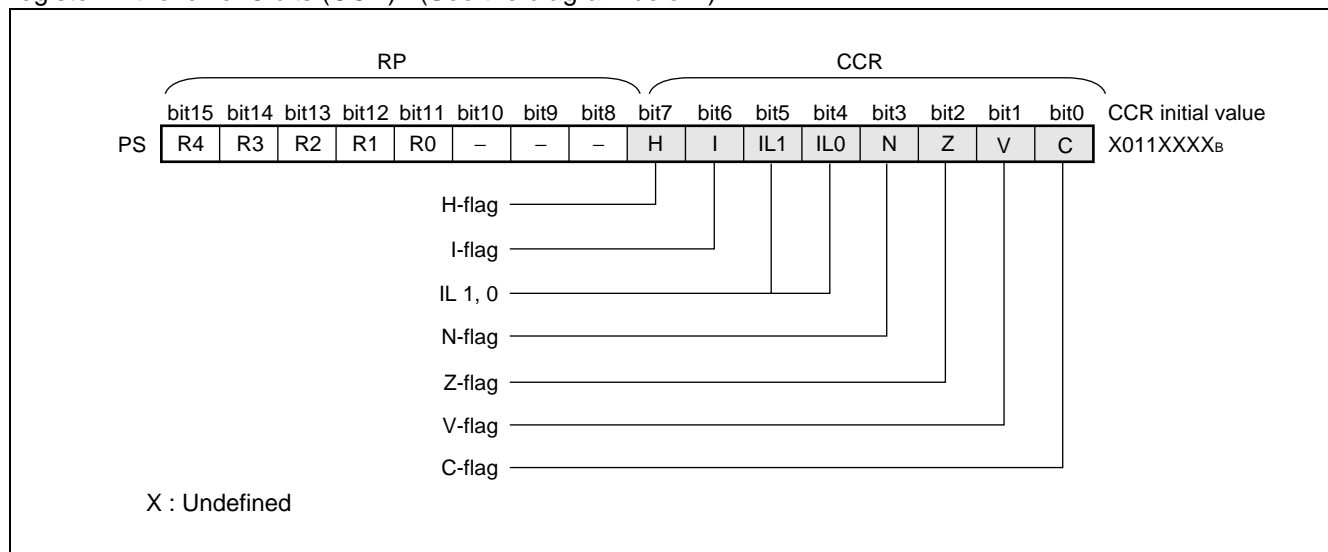 RP CCR
bit15 bit14 bit13 bit12 bit11 bit10 bit9 bit8 bit7 bit6 bit5 bit4 bit3 bit2 bit1 bit0 CCR initial value
PS R4 R3 R2 R1 R0 – – – H I IL1 IL0 N Z V C X011XXXXB
H-flag
I-flag
IL 1, 0
N-flag
Z-flag
V-flag
C-flag
X : Undefined